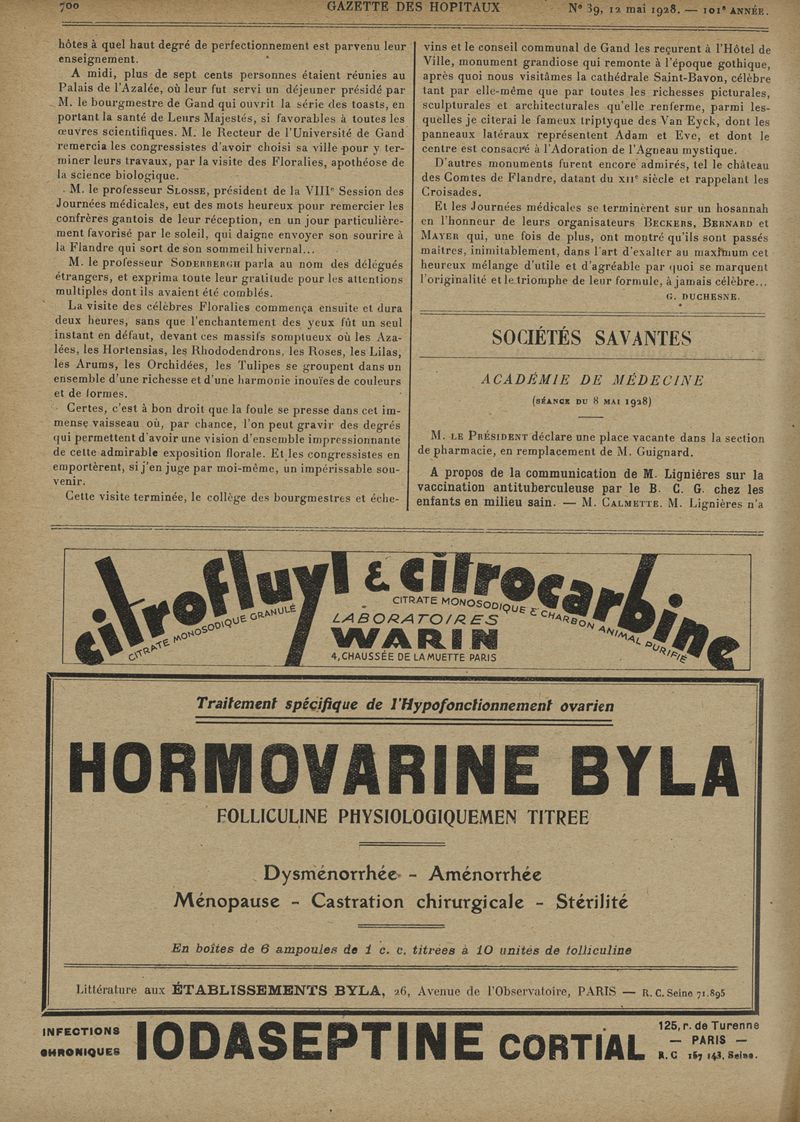 700
GAZETTE DES HOPITAUX
N° 39, 12 mai 1928. — 101e ANNÉE.
hôtes à quel haut degré de perfectionnement est parvenu leur
enseignement.
A midi, plus de sept cents personnes étaient réunies au
Palais de l'Azalée, où leur fut servi un déjeuner présidé par
M. le bourgmestre de Gand qui ouvrit la série des toasts, en
portant la santé de Leurs Majestés, si favorables à toutes les
œuvres scientifiques. M. le Recteur de l'Université de Gand
remercia les congressistes d'avoir choisi sa ville pour y ter-
miner leurs travaux, par la visite des Floralies, apothéose de
la science biologique.
M. le professeur SLOSSE, président de la VIIIe Session des
Journées médicales, eut des mots heureux pour remercier les
confrères gantois de leur réception, en un jour particulière-
ment favorisé par le soleil, qui daigne envoyer son sourire à
la Flandre qui sort de son sommeil hivernal...
M. le professeur SODERBERGH parla au nom des délégués
étrangers, et exprima toute leur gratitude pour les attentions
multiples dont ils avaient été comblés.
La visite des célèbres Floralies commença ensuite et dura
deux heures, sans que l'enchantement des yeux fût un seul
instant en défaut, devant ces massifs somptueux où les Aza-
lées, les Hortensias, les Rhododendrons, les Roses, les Lilas,
les Arums, les Orchidées, les Tulipes se groupent dans un
ensemble d'une richesse et d'une harmonie inouïes de couleurs
et de formes.
Certes, c'est à bon droit que la foule se presse dans cet im-
mense vaisseau où, par chance, l'on peut gravir des degrés
qui permettent d'avoir une vision d'ensemble impressionnante
de cette admirable exposition florale. Et les congressistes en
emportèrent, si j'en juge par moi-même, un impérissable sou-
venir.
Cette visite terminée, le collège des bourgmestres et éche-
vins et le conseil communal de Gand les reçurent à l'Hôtel de
Ville, monument grandiose qui remonte à l'époque gothique,
après quoi nous visitâmes la cathédrale Saint-Bavon, célèbre
tant par elle-même que par toutes les richesses picturales,
sculpturales et architecturales qu'elle renferme, parmi les-
quelles je citerai le fameux triptyque des Van Eyck, dont les
panneaux latéraux représentent Adam et Eve, et dont le
centre est consacré à l'Adoration de l'Agneau mystique.
D'autres monuments furent encore admirés, tel le château
des Comtes de Flandre, datant du XIIe siècle et rappelant les
Croisades.
Et les Journées médicales se terminèrent sur un hosannah
en l'honneur de leurs organisateurs BECKERS, BERNARD et
MAYER qui, une fois de plus, ont montré qu'ils sont passés
maîtres, inimitablement, dans l'art d'exalter au maximum cet
heureux mélange d'utile et d'agréable par quoi se marquent
l'originalité et le triomphe de leur formule, à jamais célèbre...
G. DUCHESNE.
SOCIÉTÉS SAVANTES
ACADÉMIE DE MÉDECINE
(SÉANCE DU 8 MAI 1928)
M. LE PRÉSIDENT déclare une place vacante dans la section
de pharmacie, en remplacement de M. Guignard.
A propos de la communication de M. Lignières sur la
vaccination antituberculeuse par le B. C. G. chez les
enfants en milieu sain. — M. CALMETTE. M. Lignières n'a
citrofluyl & citrocarbine
CITRATE MONOSODIQUE GRANULÉ
CITRATE MONOSODIQUE & CHARBON ANIMAL PURIFIÉ
LABORATOIRES
WARIN
4, CHAUSSÉE DE LA MUETTE PARIS
Traitement spécifique de l'Hypofonctionnement ovarien
HORMOVARINE BYLA
FOLLICULINE PHYSIOLOGIQUEMEN TITREE
Dysménorrhée - Aménorrhée
Ménopause - Castration chirurgicale - Stérilité
En boîtes de 6 ampoules de 1 c. c. titrées à 10 unités de folliculine
Littérature aux ÉTABLISSEMENTS BYLA, 26, Avenue de l'Observatoire, PARIS — R. C. Seine 71.895
INFECTIONS
CHRONIQUES
IODASEPTINE CORTIAL
125, r. de Turenne
— PARIS —
R. C 157 143, Seine.